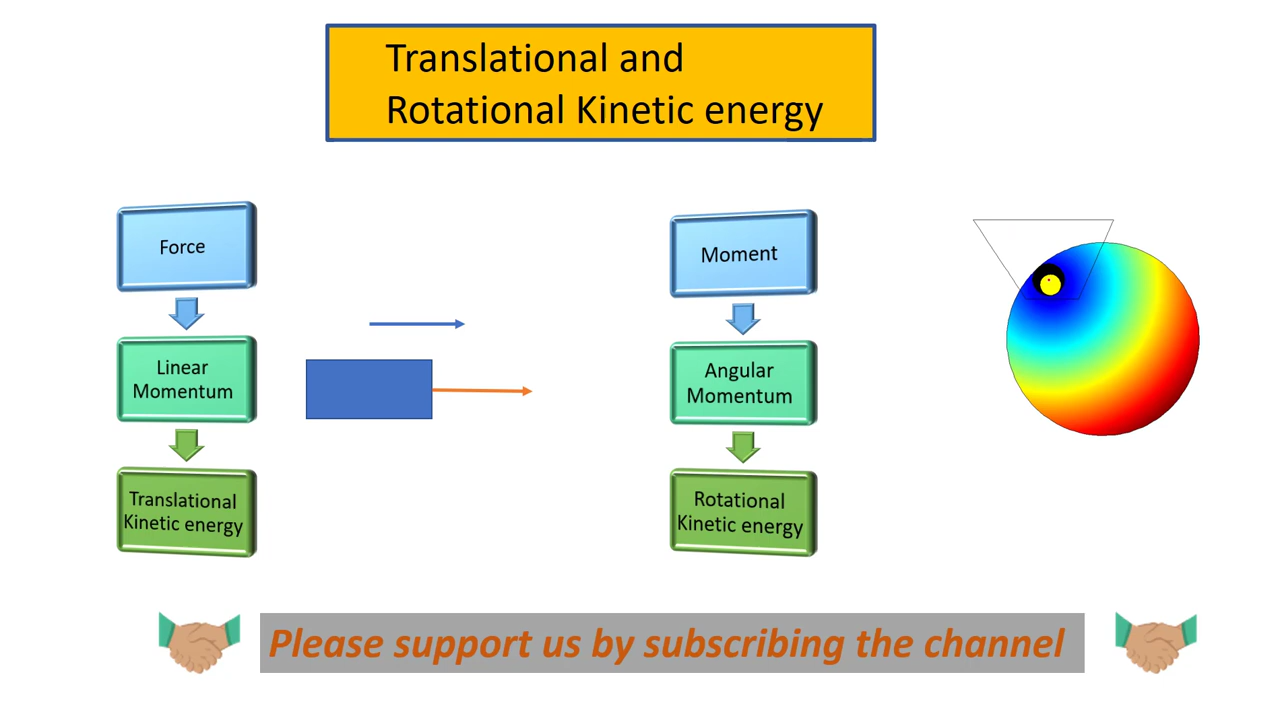 Translational and
Rotational Kinetic energy
Force
Linear
Momentum
Translational
Kinetic energy
Moment
Angular
Momentum
Rotational
Kinetic energy
Please support us by subscribing the channel